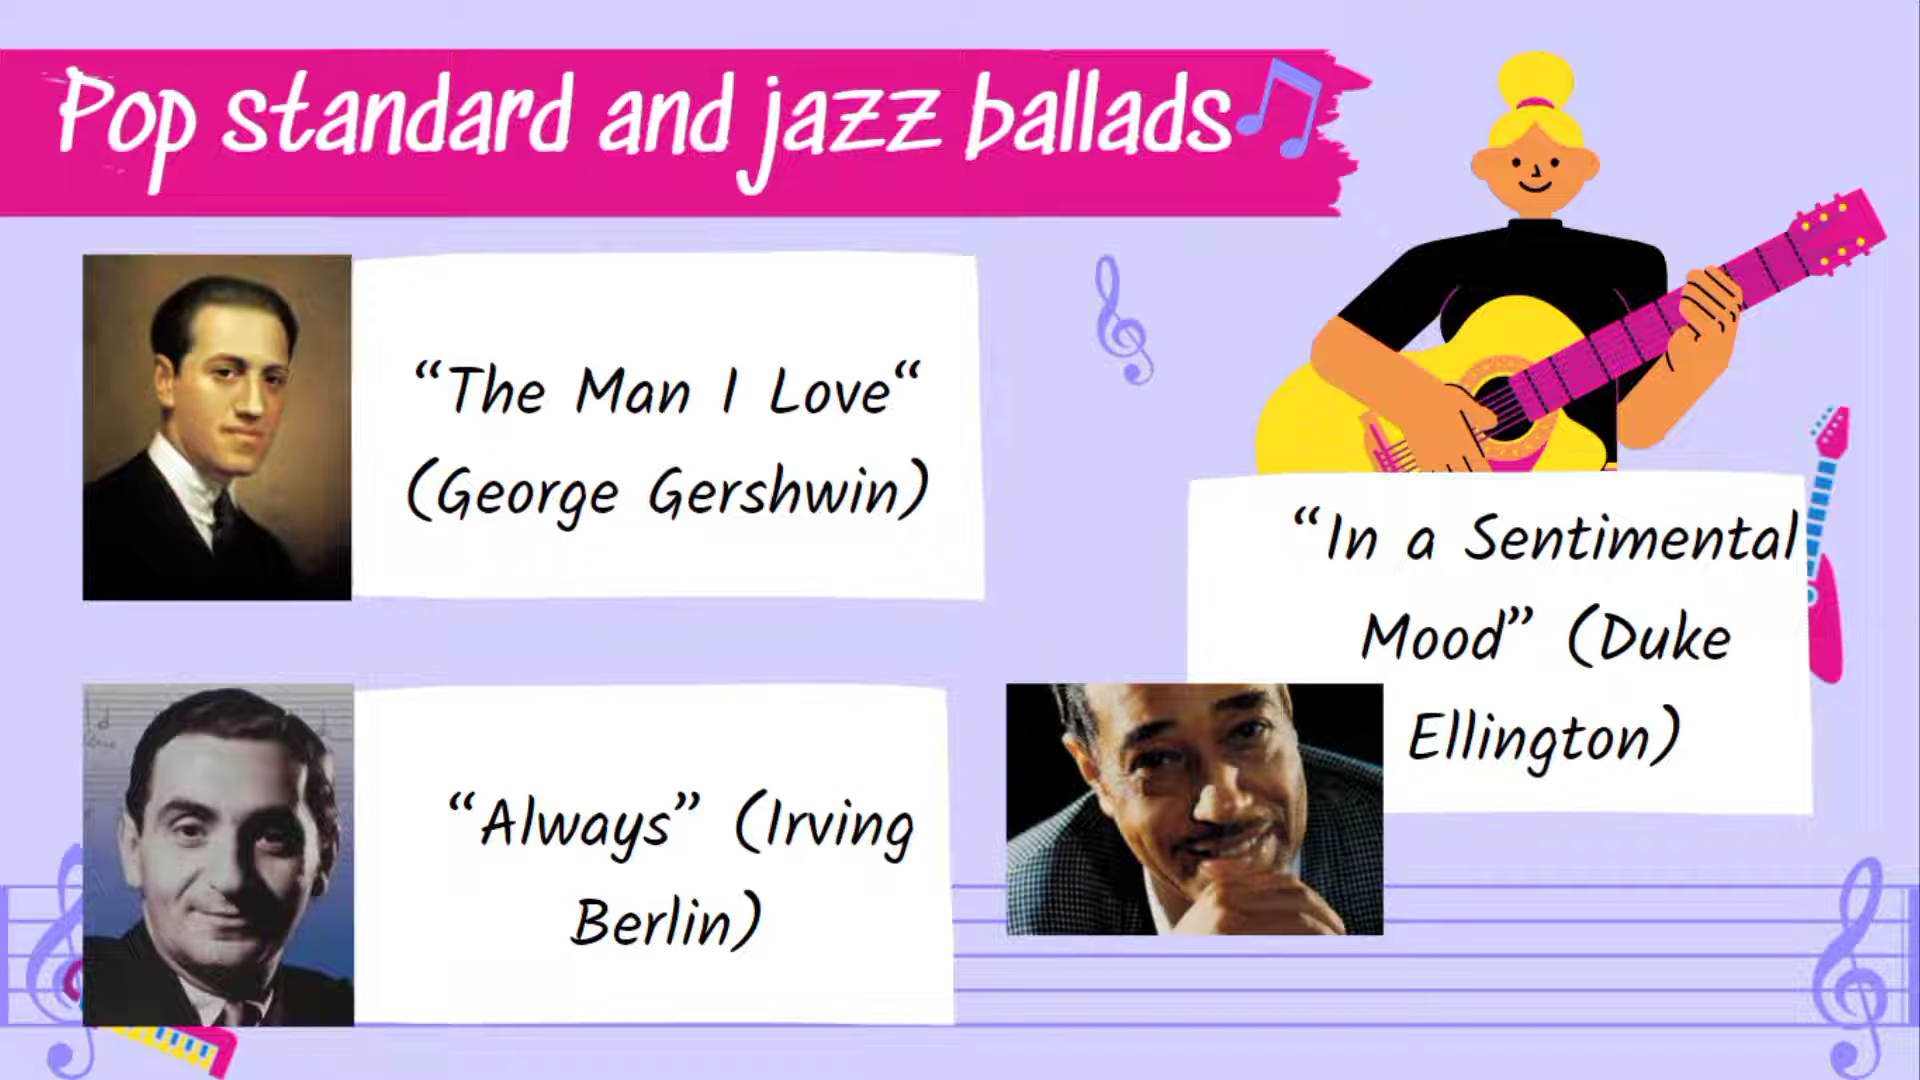 Pop standard and jazz ballads
“The Man I Love“
(George Gershwin)
“In a Sentimental
Mood” (Duke
Ellington)
“Always” (Irving
Berlin)